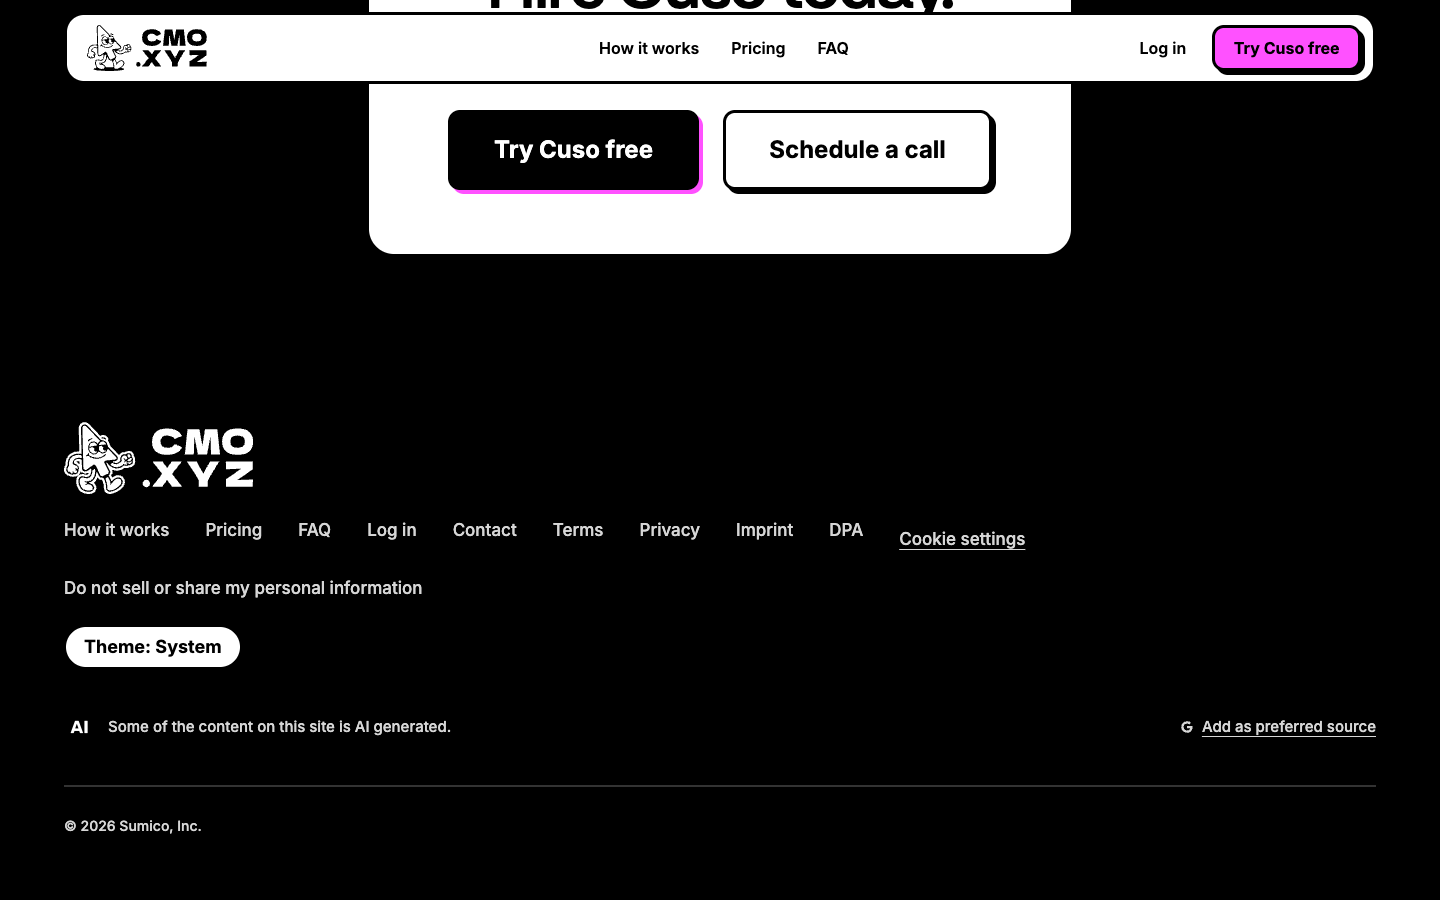 Hire Cuso today.
CMO
.XYZ
How it works
Pricing
FAQ
Log in
Try Cuso free
Try Cuso free
Schedule a call
CMO
.XYZ
How it works
Pricing
FAQ
Log in
Contact
Terms
Privacy
Imprint
DPA
Cookie settings
Do not sell or share my personal information
Theme: System
AI
Some of the content on this site is AI generated.
G
Add as preferred source
© 2026 Sumico, Inc.